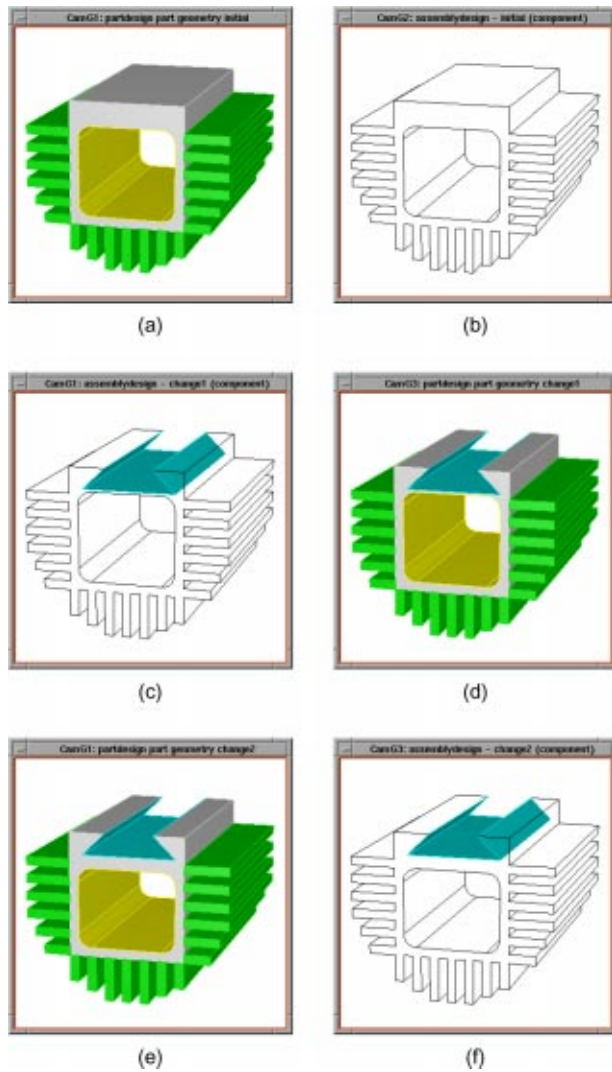 CamG1: partdesign part geometry initial
CamG2: assemblydesign - initial (component)
(a)
(b)
CamG1: assemblydesign - change1 (component)
CamG3: partdesign part geometry change1
(c)
(d)
CamG1: partdesign part geometry change2
CamG3: assemblydesign - change2 (component)
(e)
(f)